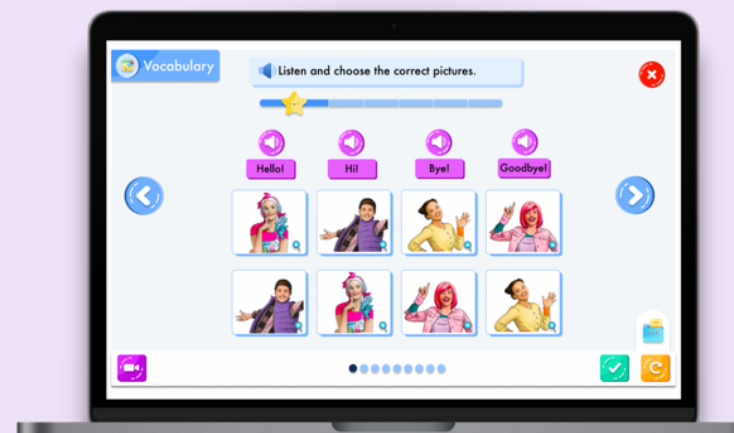 Vocabulary
Listen and choose the correct pictures.
Hello!
Hi!
Bye!
Goodbye!